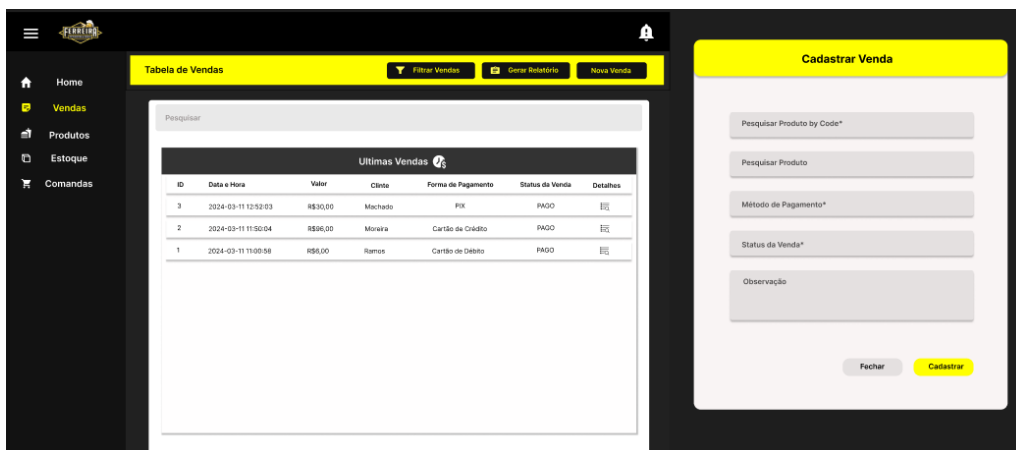 FERREIRA
Home
Vendas
Produtos
Estoque
Comandas
Tabela de Vendas
Filtrar Vendas
Gerar Relatório
Nova Venda
Pesquisar
Ultimas Vendas
ID Data e Hora Valor Clinte Forma de Pagamento Status da Venda Detalhes
3 2024-03-11 12:52:03 R$30,00 Machado PIX PAGO
2 2024-03-11 11:50:04 R$96,00 Moreira Cartão de Crédito PAGO
1 2024-03-11 11:00:58 R$6,00 Ramos Cartão de Débito PAGO
Cadastrar Venda
Pesquisar Produto by Code*
Pesquisar Produto
Método de Pagamento*
Status da Venda*
Observação
Fechar
Cadastrar